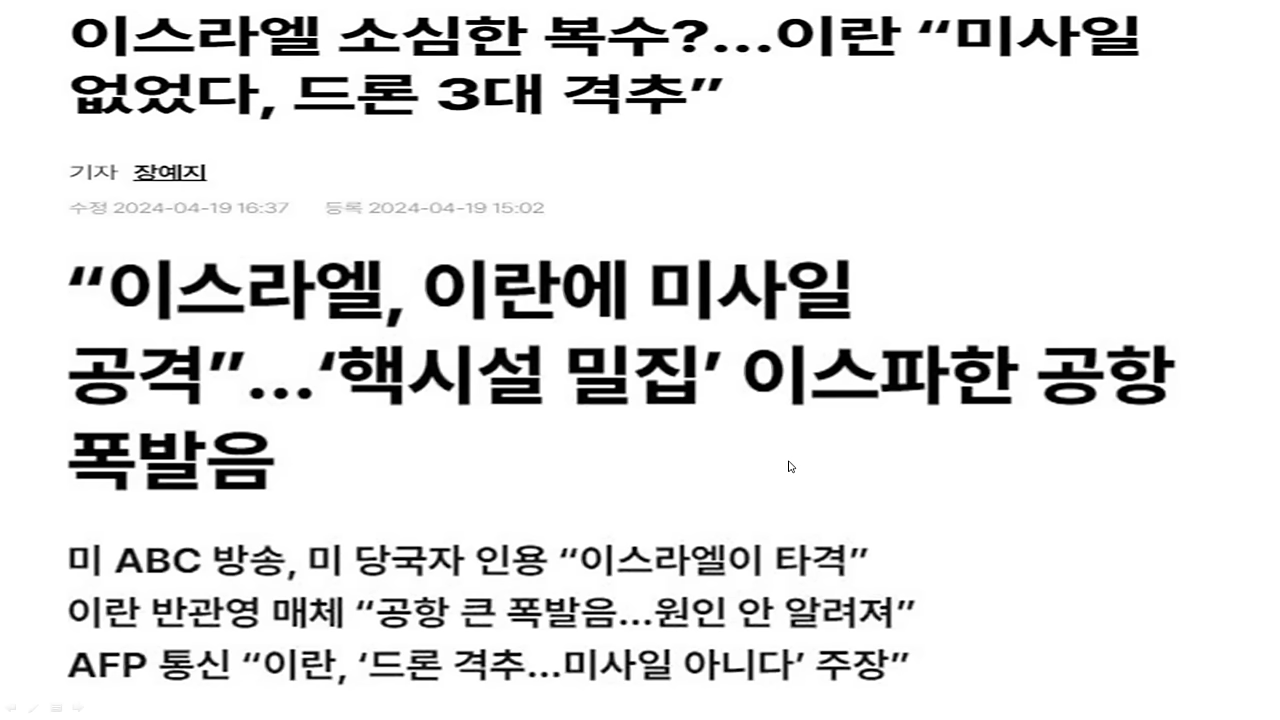 이스라엘 소심한 복수?...이란 “미사일
없었다, 드론 3대 격추”
기자 장예지
수정 2024-04-19 16:37 등록 2024-04-19 15:02
“이스라엘, 이란에 미사일
공격”...‘핵시설 밀집’ 이스파한 공항
폭발음
미 ABC 방송, 미 당국자 인용 “이스라엘이 타격”
이란 반관영 매체 “공항 큰 폭발음...원인 안 알려져”
AFP 통신 “이란, ‘드론 격추...미사일 아니다’ 주장”